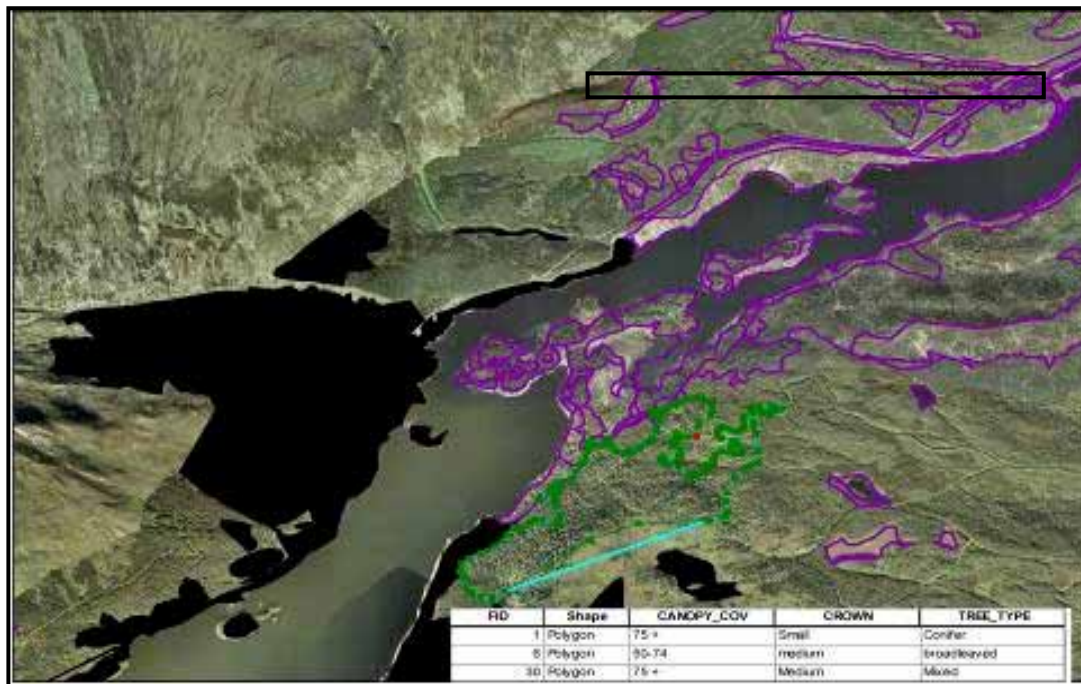 FID Shape CANOPY_COV CROWN TREE_TYPE
1 Polygon 75 + Small Conifer
6 Polygon 60-74 medium broadleaved
30 Polygon 75 + Medium Mixed